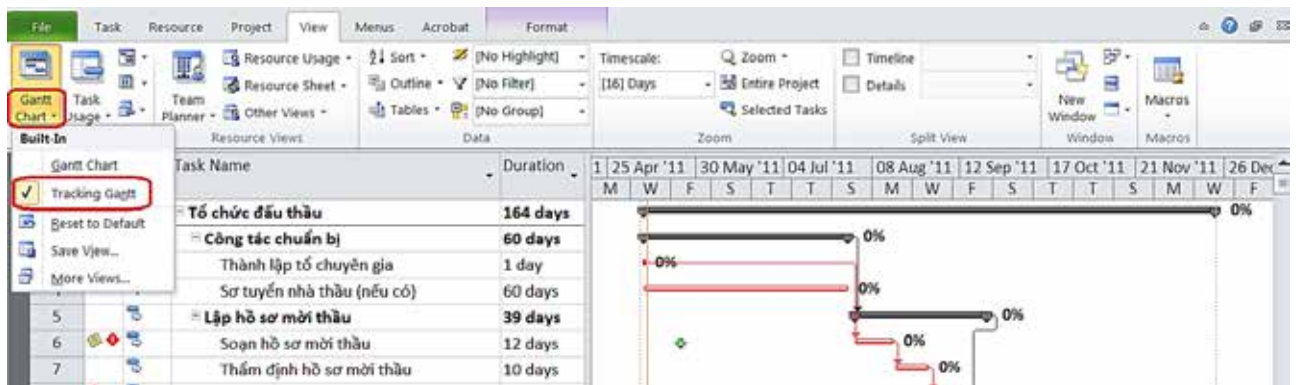 File Task Resource Project View Menus Acrobat Format
Resource Usage Sort [No Highlight] Timescale: Zoom Timeline
Resource Sheet Outline [No Filter] [16] Days Entire Project Details
Gantt Chart Task Usage Team Planner Other Views Tables [No Group] Selected Tasks New Window Macros
Resource Views Data Zoom Split View Window Macros
Built-In
Gantt Chart
Tracking Gantt
Reset to Default
Save View...
More Views...
Task Name Duration 1 25 Apr '11 30 May '11 04 Jul '11 08 Aug '11 12 Sep '11 17 Oct '11 21 Nov '11 26 Dec
M W F S T T S M W F S T T S M W F
Tổ chức đấu thầu 164 days 0%
Công tác chuẩn bị 60 days 0%
Thành lập tổ chuyên gia 1 day 0%
Sơ tuyển nhà thầu (nếu có) 60 days 0%
5 Lập hồ sơ mời thầu 39 days 0%
6 Soạn hồ sơ mời thầu 12 days 0%
7 Thẩm định hồ sơ mời thầu 10 days 0%